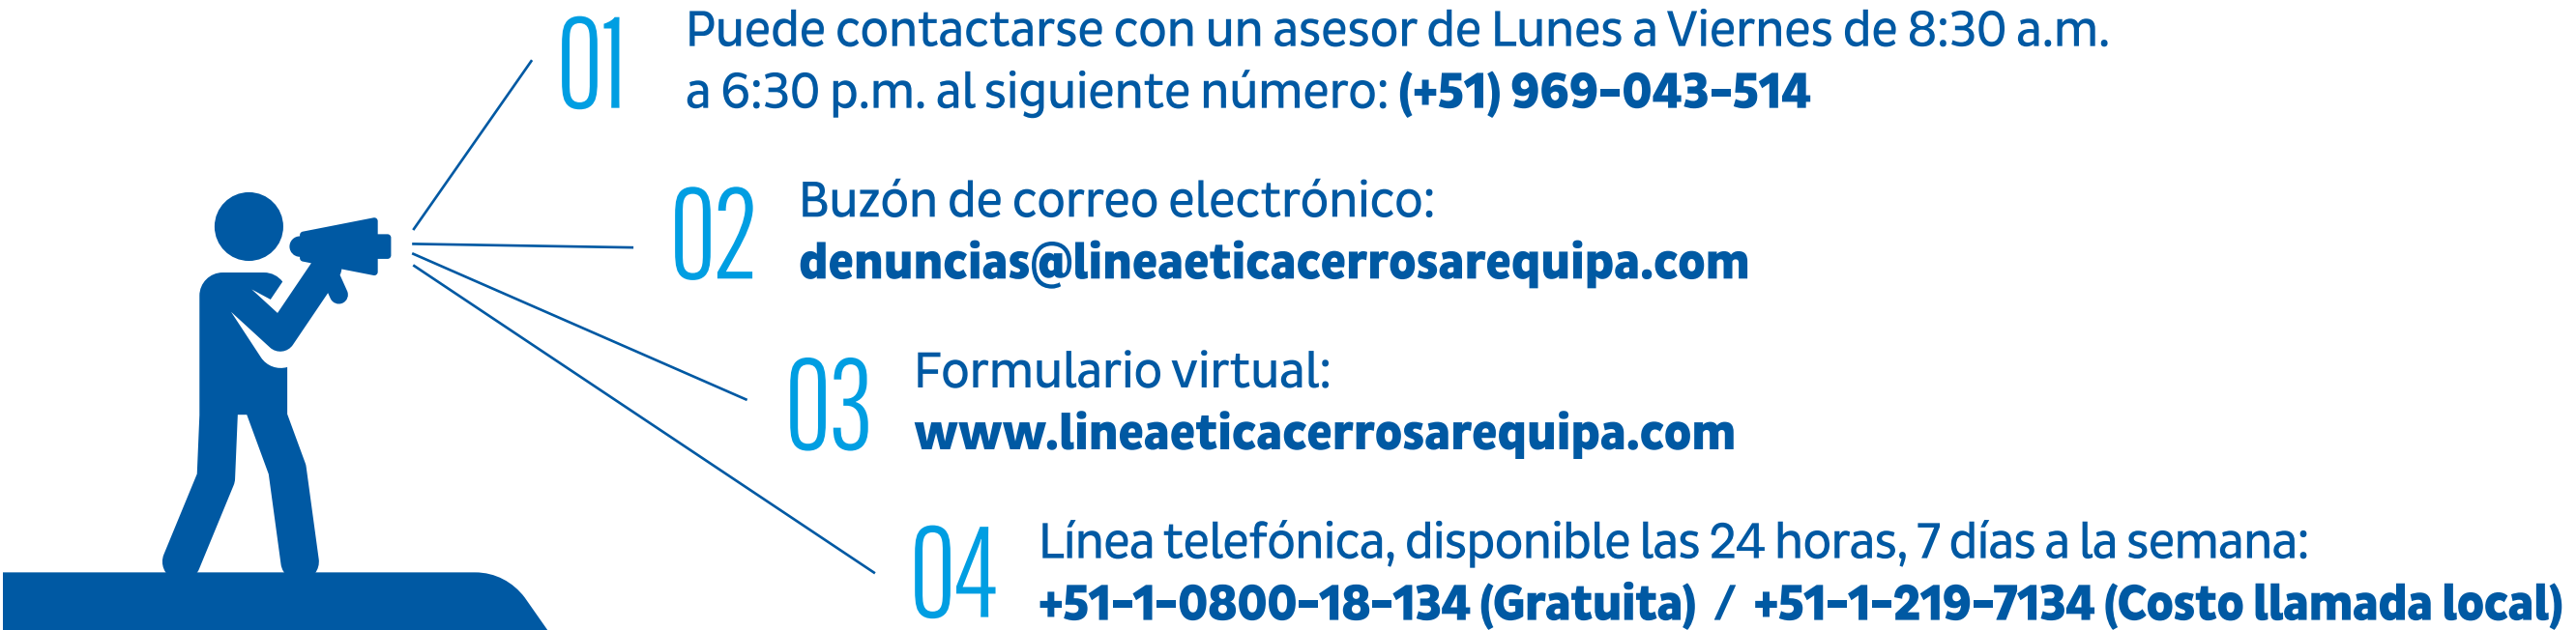 01
Puede contactarse con un asesor de Lunes a Viernes de 8:30 a.m.
a 6:30 p.m. al siguiente número: (+51) 969-043-514
02
Buzón de correo electrónico:
denuncias@lineaeticacerrosarequipa.com
03
Formulario virtual:
www.lineaeticacerrosarequipa.com
04
Línea telefónica, disponible las 24 horas, 7 días a la semana:
+51-1-0800-18-134 (Gratuita) / +51-1-219-7134 (Costo llamada local)